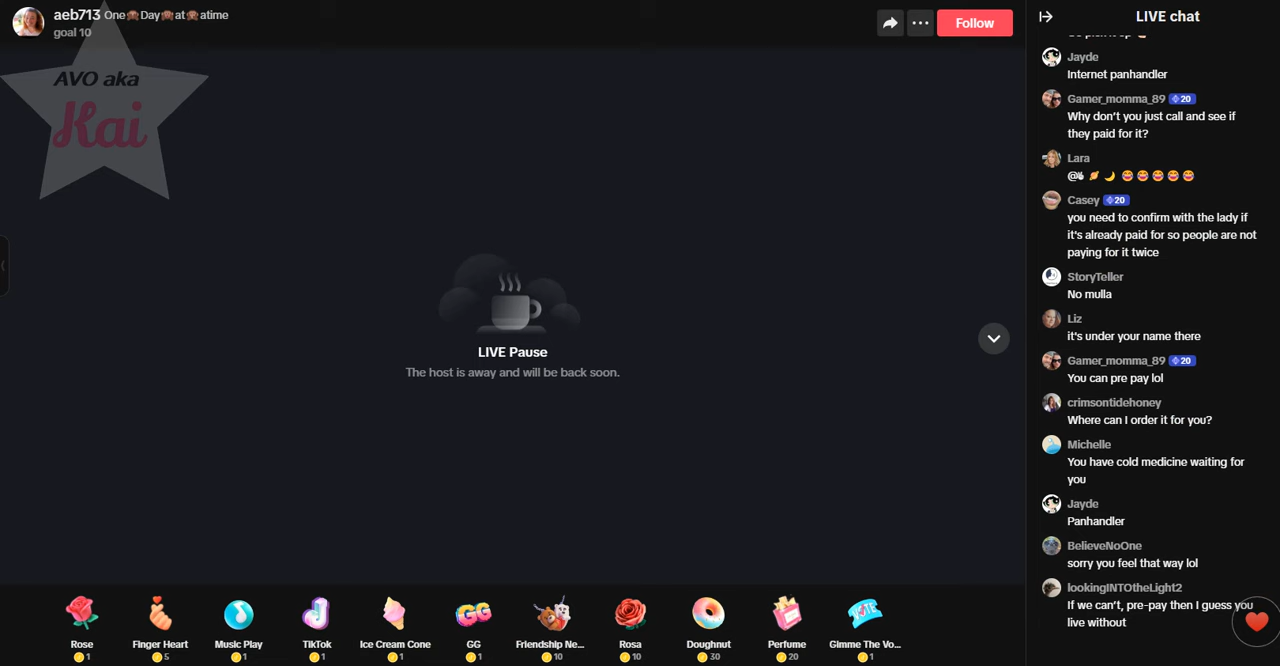 aeb713 One🙈Day🙈at🙈atime
goal 10
Follow
AVO aka
Kai
LIVE Pause
The host is away and will be back soon.
Rose
1
Finger Heart
5
Music Play
1
TikTok
1
Ice Cream Cone
1
GG
1
Friendship Ne...
10
Rosa
10
Doughnut
30
Perfume
20
Gimme The Vo...
1
LIVE chat
Jayde
Internet panhandler
Gamer_momma_89 20
Why don't you just call and see if
they paid for it?
Lara
@
Casey 20
you need to confirm with the lady if
it's already paid for so people are not
paying for it twice
StoryTeller
No mulla
Liz
it's under your name there
Gamer_momma_89 20
You can pre pay lol
crimsontidehoney
Where can I order it for you?
Michelle
You have cold medicine waiting for
you
Jayde
Panhandler
BelieveNoOne
sorry you feel that way lol
lookingINTOtheLight2
If we can't, pre-pay then I guess you
live without